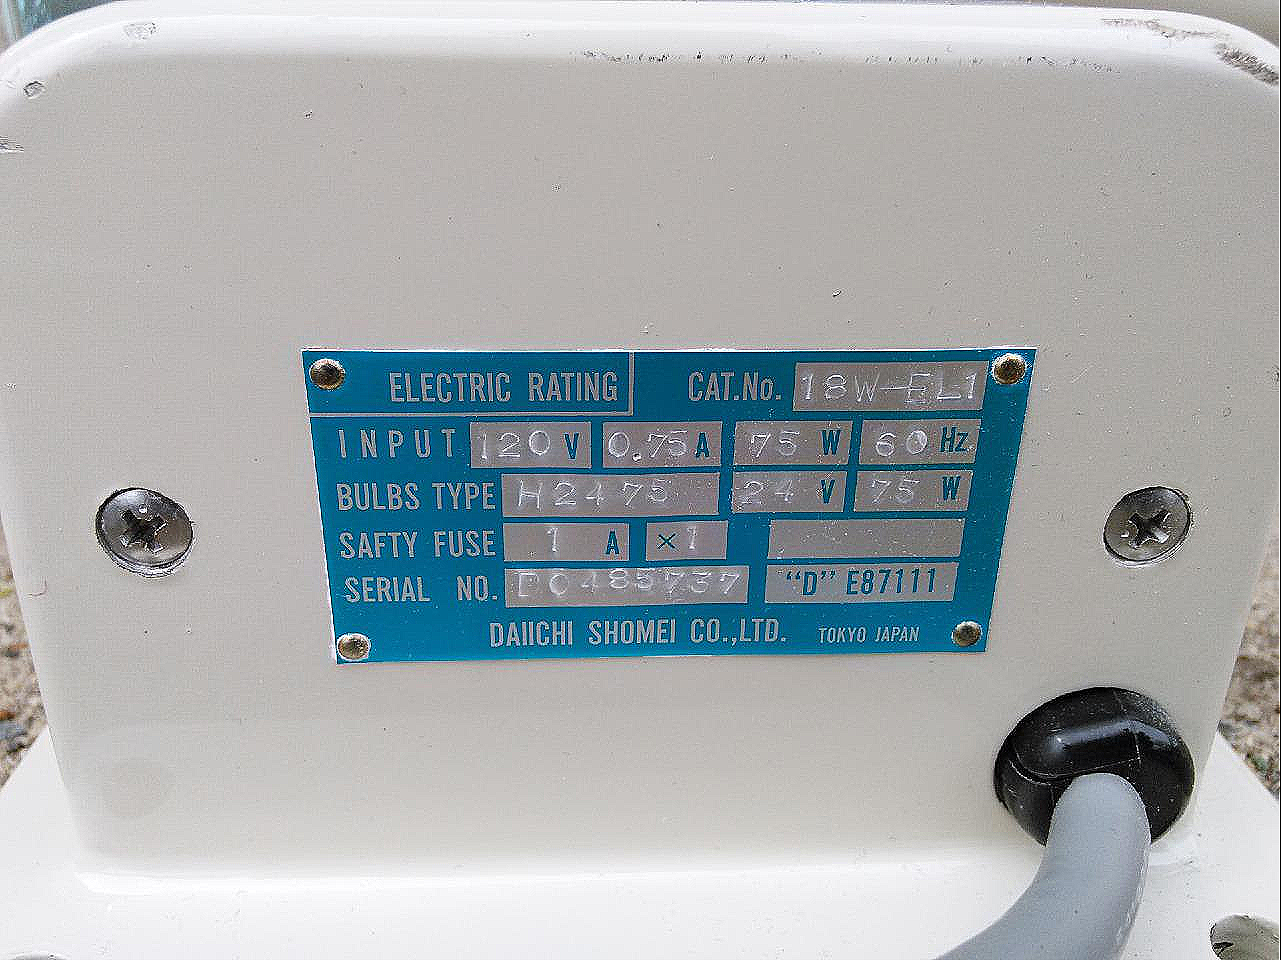 ELECTRIC RATING CAT.No. 18W-EL1
INPUT 120 V 0.75 A 75 W 60 Hz
BULBS TYPE H2475 24 V 75 W
SAFTY FUSE 1 A ×1
SERIAL NO. D0485737 "D" E87111
DAIICHI SHOMEI CO.,LTD. TOKYO JAPAN